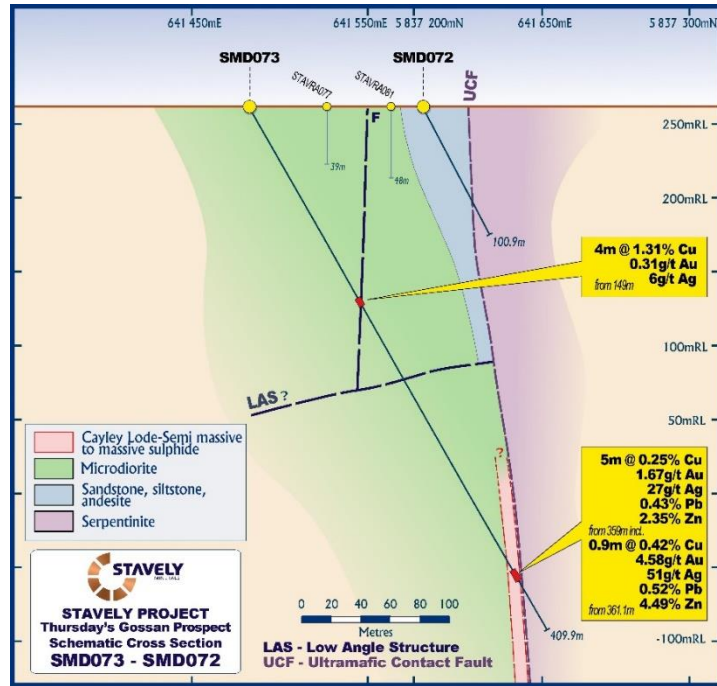 641 450mE
641 550mE
5 837 200mN
641 650mE
5 837 300mN
SMD073
STAVRA077
STAVRA081
SMD072
UCF
F
250mRL
39m
48m
200mRL
100.9m
4m @ 1.31% Cu
0.31g/t Au
6g/t Ag
from 149m
100mRL
LAS ?
50mRL
?
Cayley Lode-Semi massive
to massive sulphide
Microdiorite
Sandstone, siltstone,
andesite
Serpentinite
5m @ 0.25% Cu
1.67g/t Au
27g/t Ag
0.43% Pb
2.35% Zn
from 359m incl.
0.9m @ 0.42% Cu
4.58g/t Au
51g/t Ag
0.52% Pb
4.49% Zn
from 361.1m
STAVELY
STAVELY PROJECT
Thursday's Gossan Prospect
Schematic Cross Section
SMD073 - SMD072
0 20 40 60 80 100
Metres
LAS - Low Angle Structure
UCF - Ultramafic Contact Fault
409.9m
-100mRL